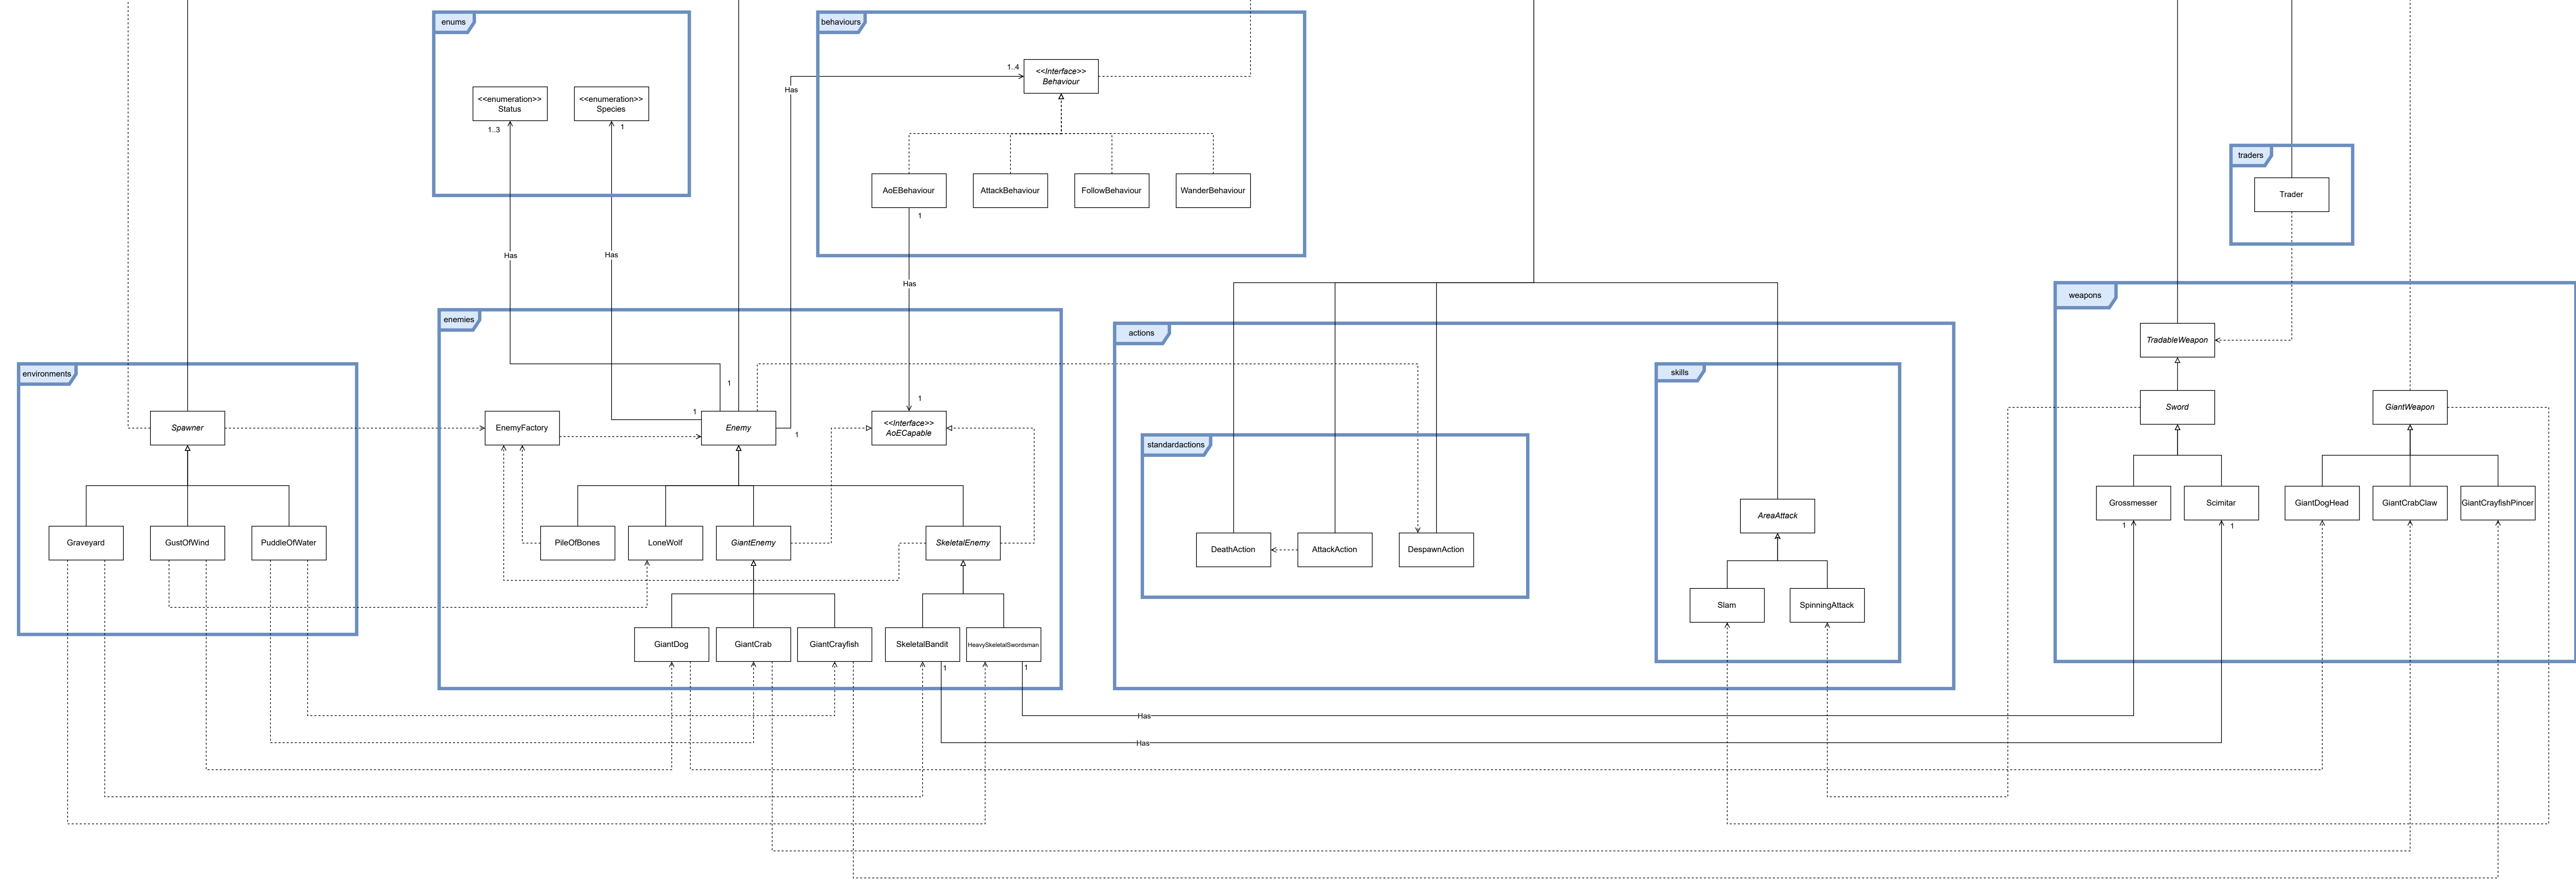 enums
<<enumeration>>
Status
<<enumeration>>
Species
1..3
1
Has
Has
behaviours
1..4
<<Interface>>
Behaviour
Has
AoEBehaviour
AttackBehaviour
FollowBehaviour
WanderBehaviour
1
Has
traders
Trader
environments
Spawner
Graveyard
GustOfWind
PuddleOfWater
enemies
1
1
1
1
EnemyFactory
Enemy
<<Interface>>
AoECapable
PileOfBones
LoneWolf
GiantEnemy
SkeletalEnemy
GiantDog
GiantCrab
GiantCrayfish
SkeletalBandit
HeavySkeletalSwordsman
1
1
actions
standardactions
DeathAction
AttackAction
DespawnAction
skills
AreaAttack
Slam
SpinningAttack
weapons
TradableWeapon
Sword
GiantWeapon
Grossmesser
Scimitar
GiantDogHead
GiantCrabClaw
GiantCrayfishPincer
1
1
Has
Has